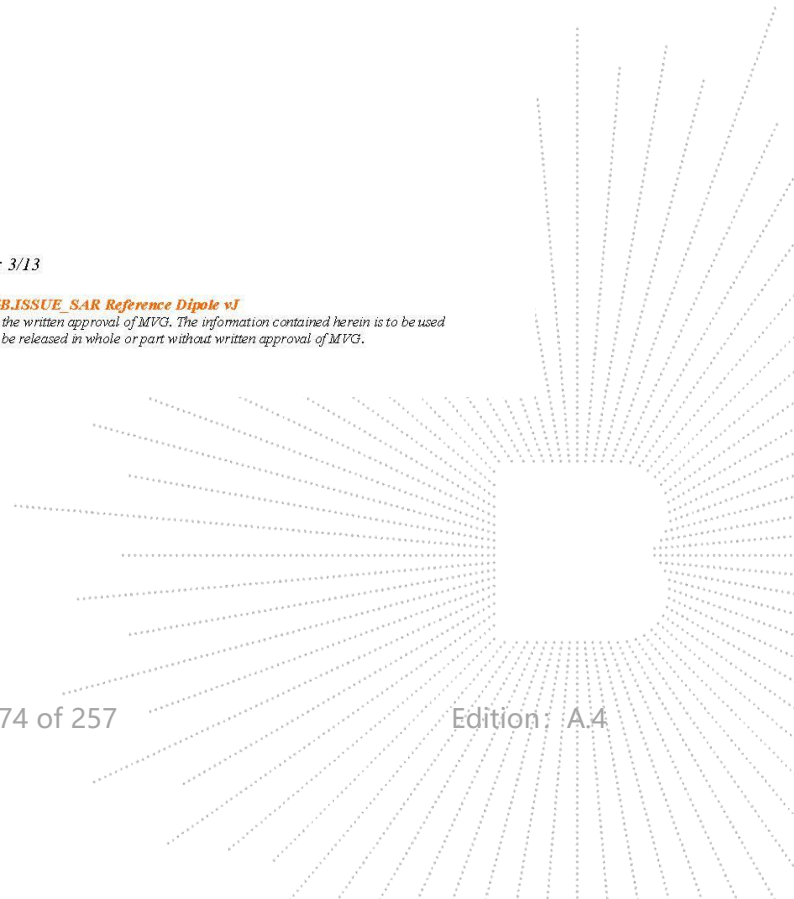 : 3/13
B.ISSUE_SAR Reference Dipole vJ
the written approval of MVG. The information contained herein is to be used
be released in whole or part without written approval of MVG.
74 of 257 Edition: A.4